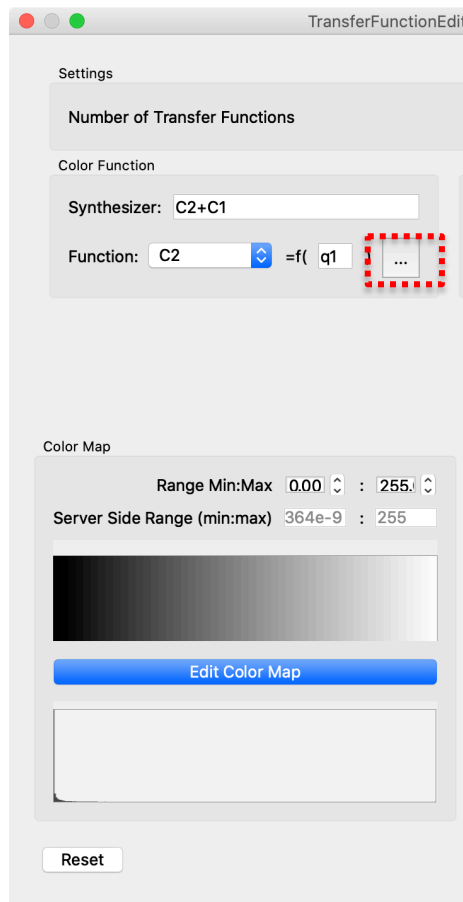 TransferFunctionEdit
Settings
Number of Transfer Functions
Color Function
Synthesizer: C2+C1
Function: C2 =f( q1 ) ...
Color Map
Range Min:Max 0.00 : 255.
Server Side Range (min:max) 364e-9 : 255
Edit Color Map
Reset